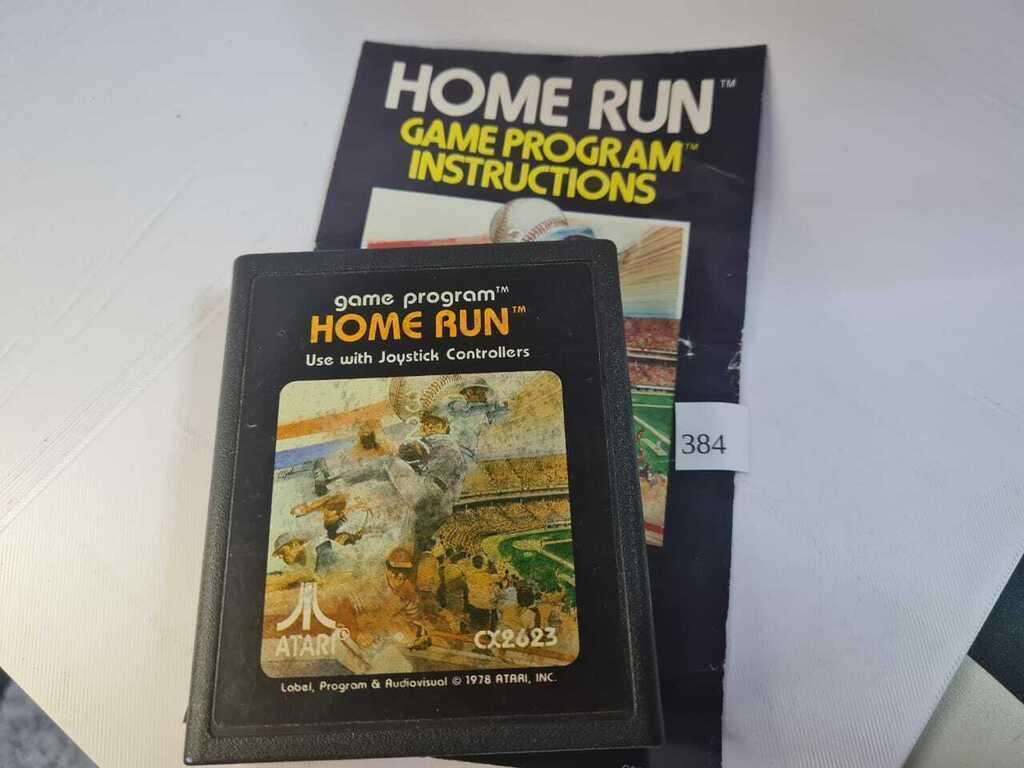 HOME RUN™
GAME PROGRAM™
INSTRUCTIONS
game program™
HOME RUN™
Use with Joystick Controllers
384
ATARI®
CX2623
Label, Program & Audiovisual © 1978 ATARI, INC.